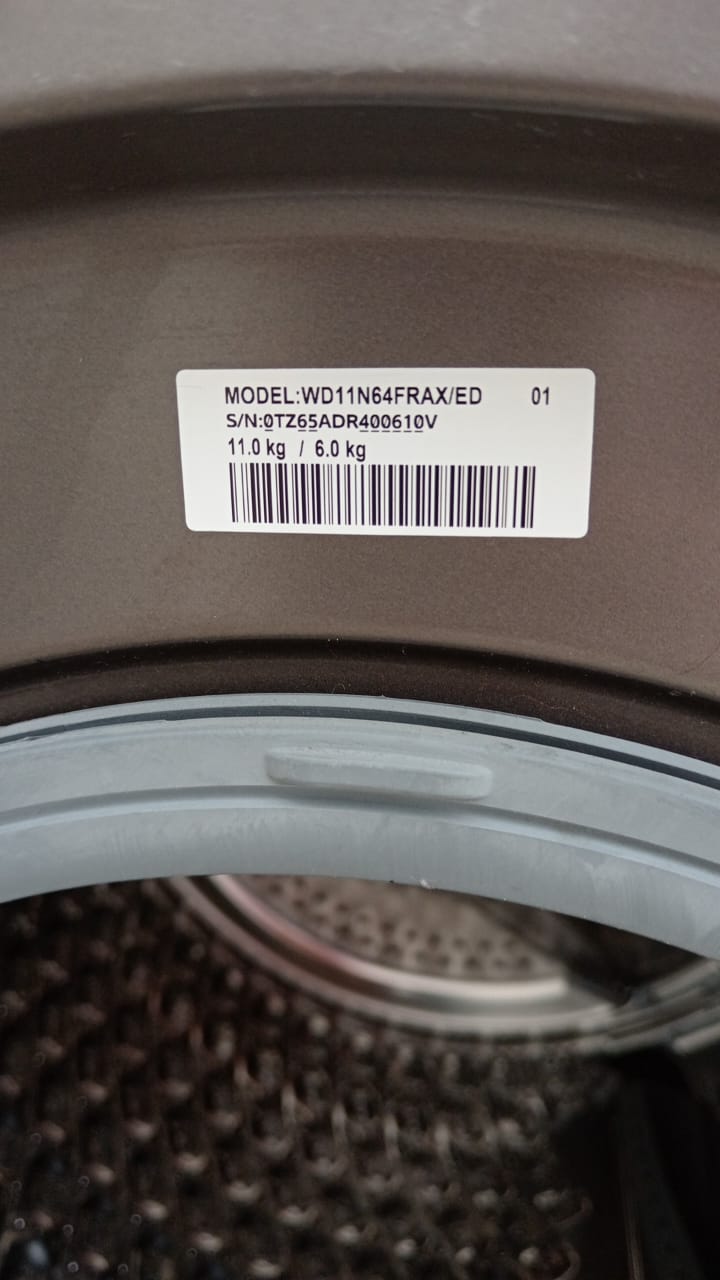 MODEL:WD11N64FRAX/ED 01
S/N:0TZ65ADR400610V
11.0 kg / 6.0 kg